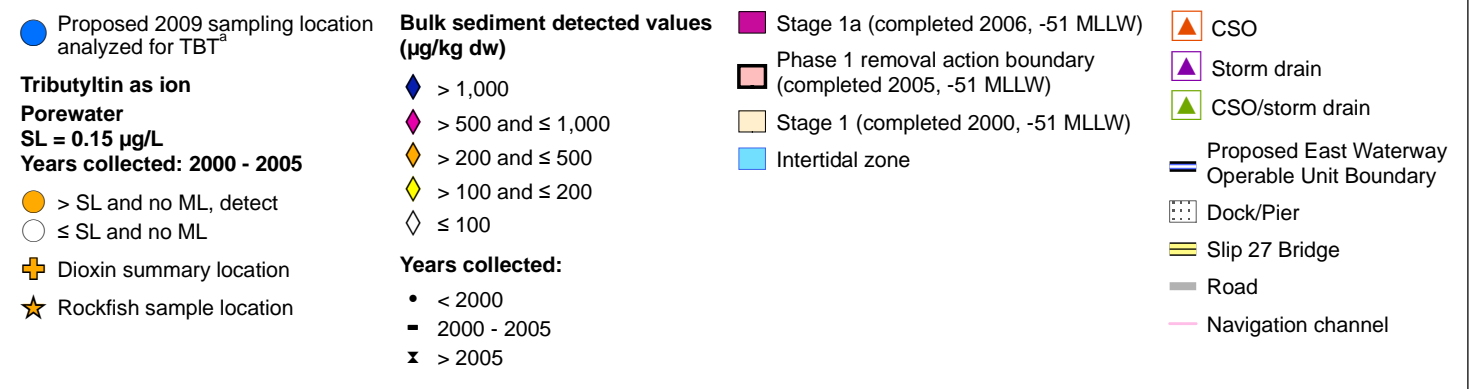 Proposed 2009 sampling location
analyzed for TBTa
Tributyltin as ion
Porewater
SL = 0.15 µg/L
Years collected: 2000 - 2005
> SL and no ML, detect
≤ SL and no ML
Dioxin summary location
Rockfish sample location
Bulk sediment detected values
(µg/kg dw)
> 1,000
> 500 and ≤ 1,000
> 200 and ≤ 500
> 100 and ≤ 200
≤ 100
Years collected:
< 2000
2000 - 2005
> 2005
Stage 1a (completed 2006, -51 MLLW)
Phase 1 removal action boundary
(completed 2005, -51 MLLW)
Stage 1 (completed 2000, -51 MLLW)
Intertidal zone
CSO
Storm drain
CSO/storm drain
Proposed East Waterway
Operable Unit Boundary
Dock/Pier
Slip 27 Bridge
Road
Navigation channel